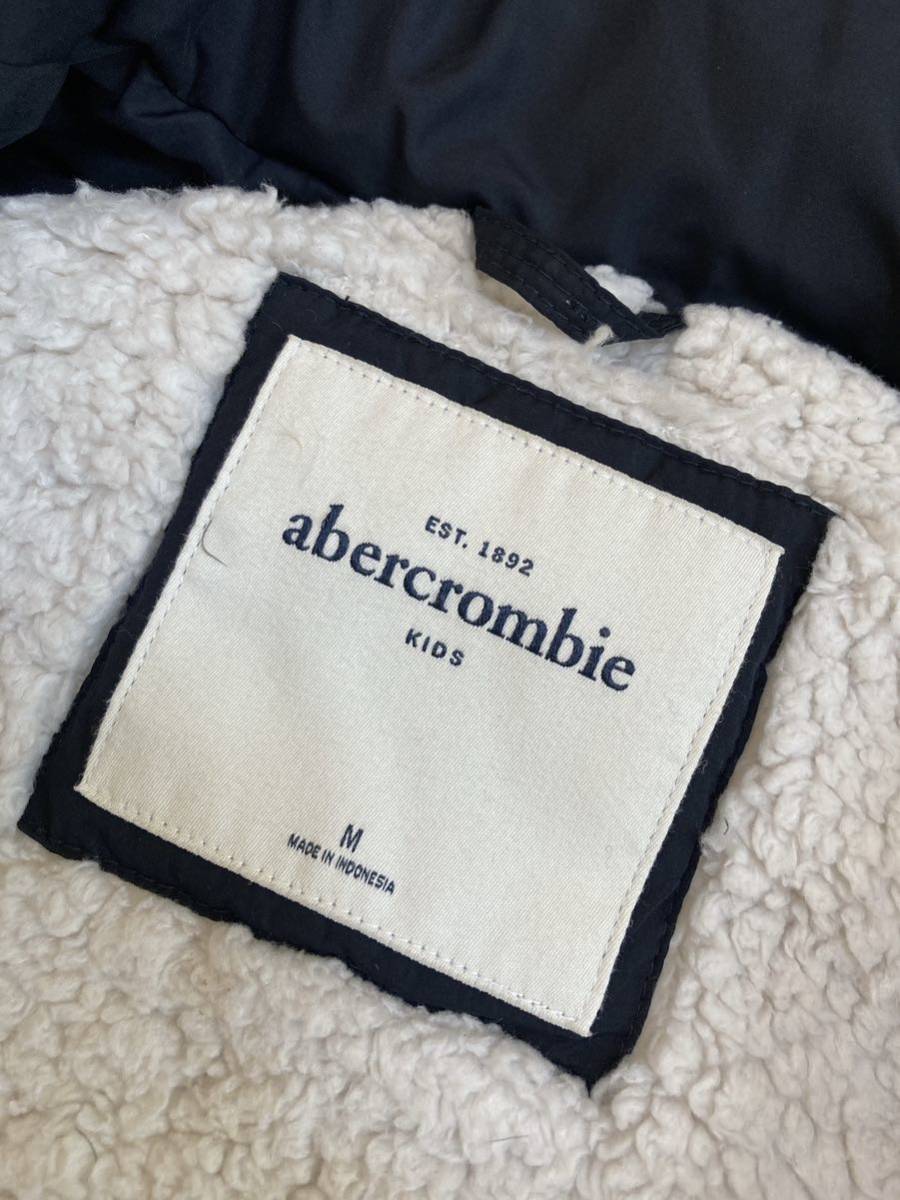 EST. 1892
abercrombie
KIDS
M
MADE IN INDONESIA